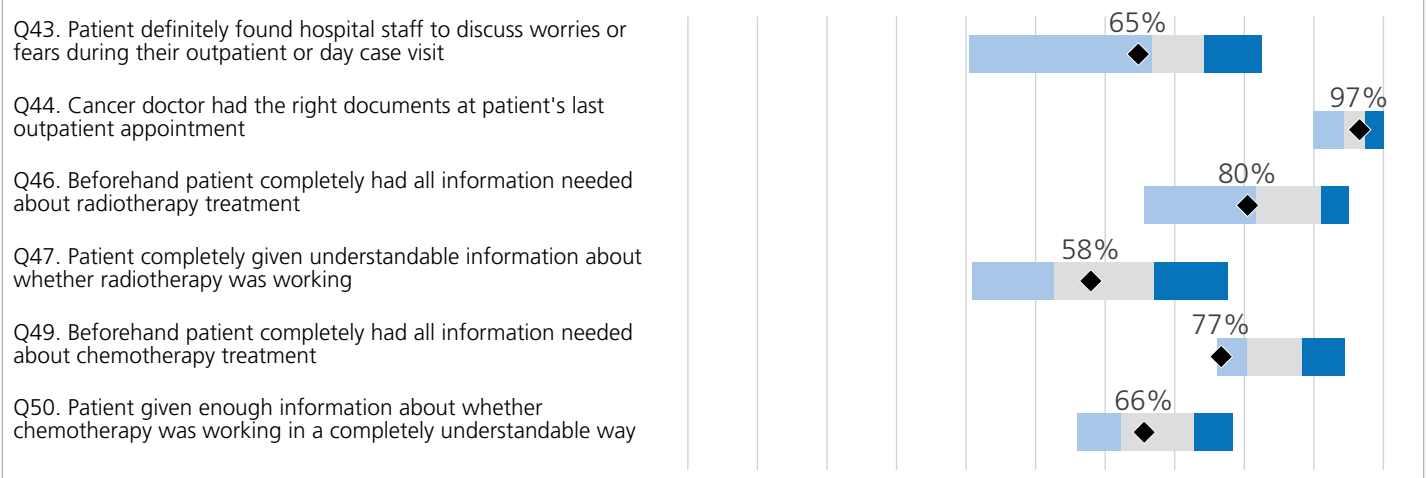 65%
Q43. Patient definitely found hospital staff to discuss worries or
fears during their outpatient or day case visit
97%
Q44. Cancer doctor had the right documents at patient's last
outpatient appointment
80%
Q46. Beforehand patient completely had all information needed
about radiotherapy treatment
58%
Q47. Patient completely given understandable information about
whether radiotherapy was working
77%
Q49. Beforehand patient completely had all information needed
about chemotherapy treatment
66%
Q50. Patient given enough information about whether
chemotherapy was working in a completely understandable way